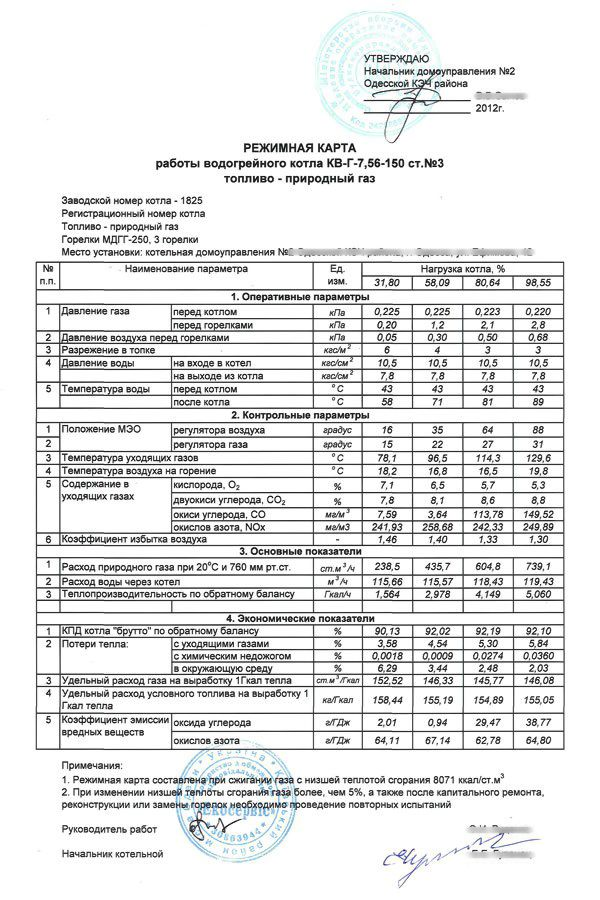 УТВЕРЖДАЮ
Начальник домоуправления №2
Одесской КЭЧ района
2012г.
РЕЖИМНАЯ КАРТА
работы водогрейного котла КВ-Г-7,56-150 ст.№3
топливо - природный газ
Заводской номер котла - 1825
Регистрационный номер котла
Топливо - природный газ
Горелки МДГГ-250, 3 горелки
Место установки: котельная домоуправления №2
№ п.п. Наименование параметра Ед. изм. Нагрузка котла, %
31,80 58,09 80,64 98,55
1. Оперативные параметры
1 Давление газа перед котлом кПа 0,225 0,225 0,223 0,220
перед горелками кПа 0,20 1,2 2,1 2,8
2 Давление воздуха перед горелками кПа 0,05 0,30 0,50 0,68
3 Разрежение в топке кгс/м² 6 4 3 3
4 Давление воды на входе в котел кгс/см² 10,5 10,5 10,5 10,5
на выходе из котла кгс/см² 7,8 7,8 7,8 7,8
5 Температура воды перед котлом °С 43 43 43 43
после котла °С 58 71 81 89
2. Контрольные параметры
1 Положение МЭО регулятора воздуха градус 16 35 64 88
2 регулятора газа градус 15 22 27 31
3 Температура уходящих газов °С 78,1 96,5 114,3 129,6
4 Температура воздуха на горение °С 18,2 16,8 16,5 19,8
5 Содержание в уходящих газах кислорода, О₂ % 7,1 6,5 5,7 5,3
двуокиси углерода, СО₂ % 7,8 8,1 8,6 8,8
окиси углерода, СО мг/м³ 7,59 3,64 113,78 149,52
окислов азота, NOx мг/м3 241,93 258,68 242,33 249,89
6 Коэффициент избытка воздуха - 1,46 1,40 1,33 1,30
3. Основные показатели
1 Расход природного газа при 20°С и 760 мм рт.ст. ст.м³/ч 238,5 435,7 604,8 739,1
2 Расход воды через котел м³/ч 115,66 115,57 118,43 119,43
3 Теплопроизводительность по обратному балансу Гкал/ч 1,564 2,978 4,149 5,060
4. Экономические показатели
1 КПД котла "брутто" по обратному балансу % 90,13 92,02 92,19 92,10
2 Потери тепла: с уходящими газами % 3,58 4,54 5,30 5,84
с химическим недожогом % 0,0018 0,0009 0,0274 0,0360
в окружающую среду % 6,29 3,44 2,48 2,03
3 Удельный расход газа на выработку 1Гкал тепла ст.м³/Гкал 152,52 146,33 145,77 146,08
4 Удельный расход условного топлива на выработку 1 Гкал тепла кг/Гкал 158,44 155,19 154,89 155,05
5 Коэффициент эмиссии вредных веществ оксида углерода г/ГДж 2,01 0,94 29,47 38,77
окислов азота г/ГДж 64,11 67,14 62,78 64,80
Примечания:
1. Режимная карта составлена при сжигании газа с низшей теплотой сгорания 8071 ккал/ст.м³
2. При изменении низшей теплоты сгорания газа более, чем 5%, а также после капитального ремонта,
реконструкции или замены горелок необходимо проведение повторных испытаний
Руководитель работ
Начальник котельной